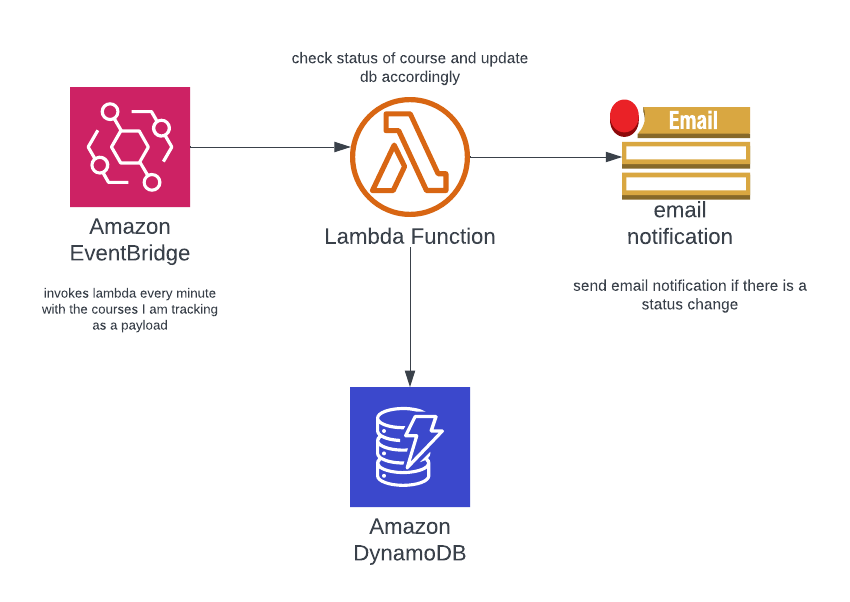 check status of course and update
db accordingly
Email
Amazon
EventBridge
Lambda Function
email
notification
invokes lambda every minute
with the courses I am tracking
as a payload
send email notification if there is a
status change
Amazon
DynamoDB